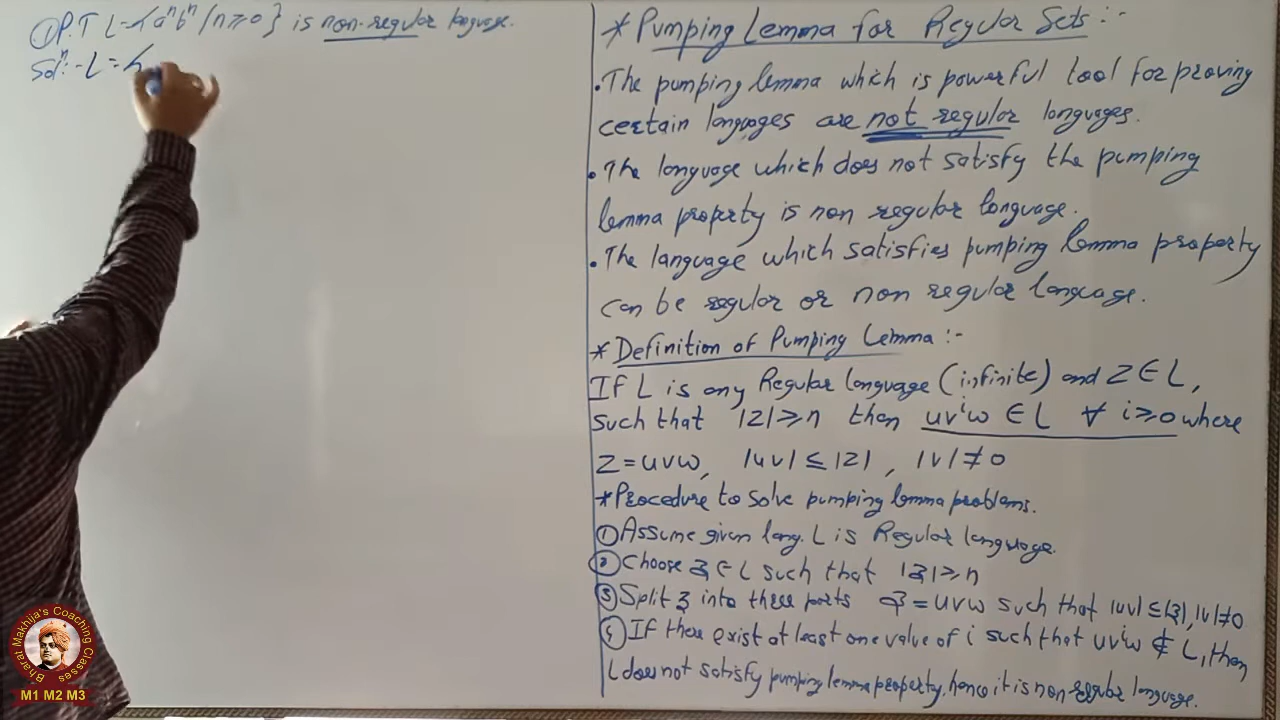 ① P.T L = {aⁿbⁿ / n≥0} is non-regular language.
Solⁿ:- L = {
* Pumping Lemma for Regular Sets :-
• The pumping lemma which is powerful tool for proving
certain languages are not regular languages.
• The language which does not satisfy the pumping
lemma property is non regular language.
• The language which satisfies pumping lemma property
can be regular or non regular language.
* Definition of Pumping Lemma :-
If L is any Regular language (infinite) and Z ∈ L,
such that |Z| ≥ n then uvⁱw ∈ L ∀ i≥0 where
Z = uvw, |uv| ≤ |Z|, |v| ≠ 0
* Procedure to solve pumping lemma problems.
① Assume given lang. L is Regular language.
② Choose z ∈ L such that |z| ≥ n
③ Split z into three parts z = uvw such that |uv| ≤ |z|, |v| ≠ 0
④ If there exist at least one value of i such that uvⁱw ∉ L, then
L does not satisfy pumping lemma property, hence it is non-regular language.
Bharat Makhija's Coaching Classes
M1 M2 M3